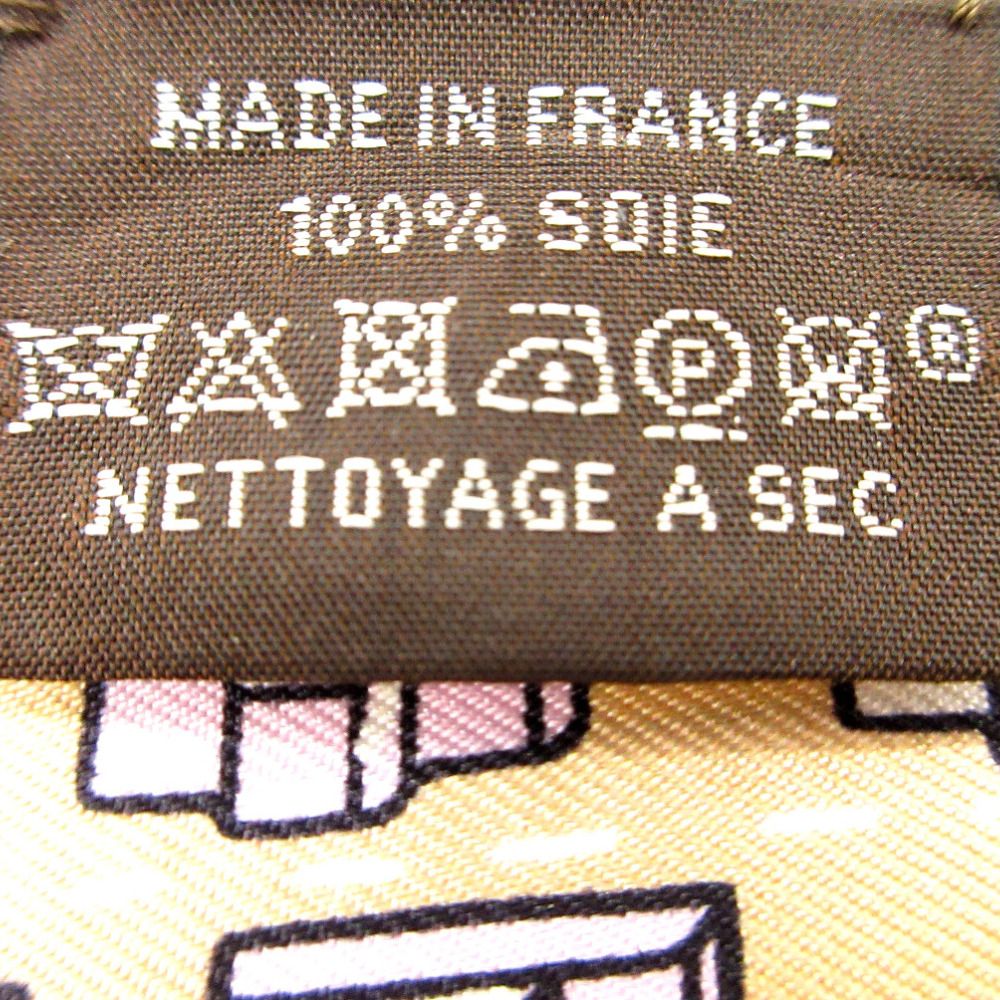 MADE IN FRANCE
100% SOIE
P W ®
NETTOYAGE A SEC